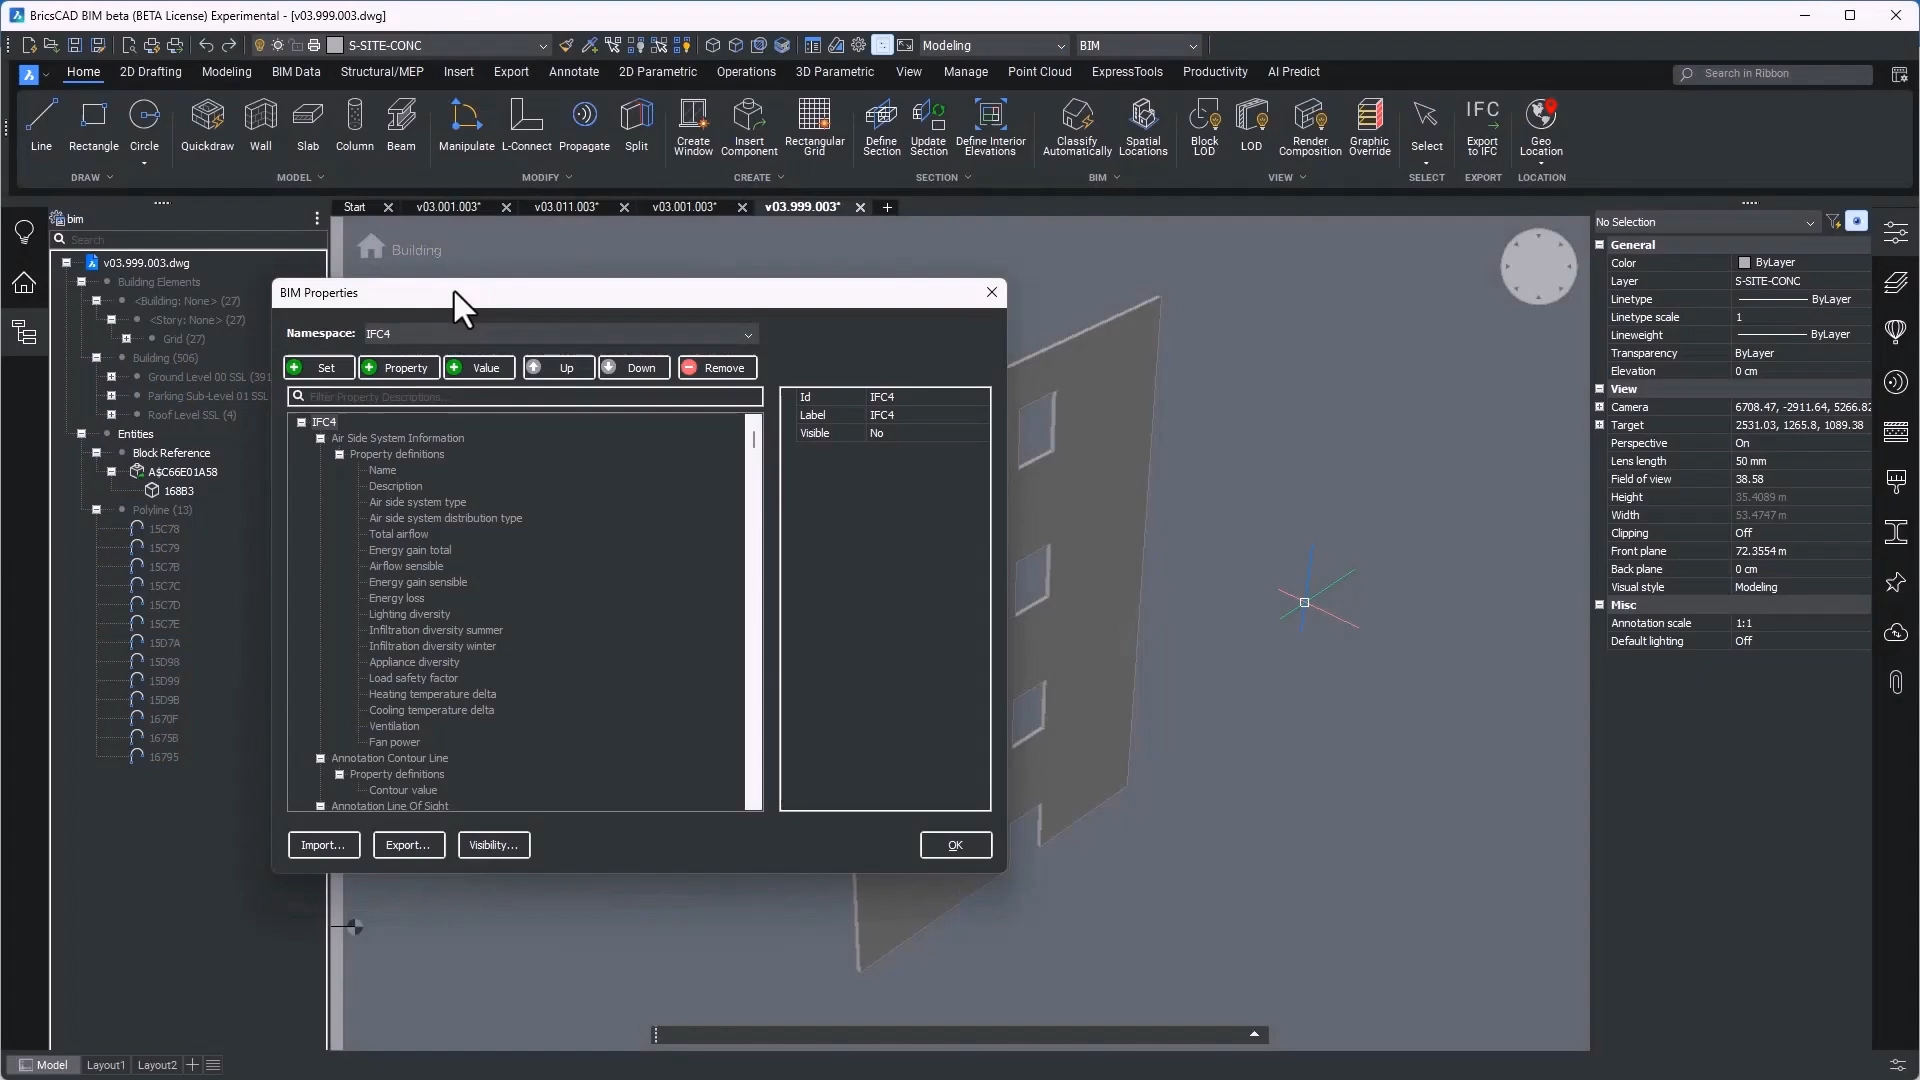 BricsCAD BIM beta (BETA License) Experimental - [v03.999.003.dwg]
S-SITE-CONC
Modeling
BIM
Home
2D Drafting
Modeling
BIM Data
Structural/MEP
Insert
Export
Annotate
2D Parametric
Operations
3D Parametric
View
Manage
Point Cloud
ExpressTools
Productivity
AI Predict
Search in Ribbon
Line
Rectangle
Circle
Quickdraw
Wall
Slab
Column
Beam
Manipulate
L-Connect
Propagate
Split
Create
Window
Insert
Component
Rectangular
Grid
Define
Section
Update
Section
Define Interior
Elevations
Classify
Automatically
Spatial
Locations
Block
LOD
LOD
Render
Composition
Graphic
Override
Select
IFC
Export
to IFC
Geo
Location
DRAW
MODEL
MODIFY
CREATE
SECTION
BIM
VIEW
SELECT
EXPORT
LOCATION
bim
Search
v03.999.003.dwg
Building Elements
<Building: None> (27)
<Story: None> (27)
Grid (27)
Building (506)
Ground Level 00 SSL (391
Parking Sub-Level 01 SSL
Roof Level SSL (4)
Entities
Block Reference
A$C66E01A58
168B3
Polyline (13)
15C78
15C79
15C7B
15C7C
15C7D
15C7E
15D7A
15D98
15D99
15D9B
1670F
1675B
16795
Start
v03.001.003*
v03.011.003*
v03.001.003*
v03.999.003*
Building
BIM Properties
Namespace: IFC4
Set
Property
Value
Up
Down
Remove
Filter Property Descriptions...
IFC4
Air Side System Information
Property definitions
Name
Description
Air side system type
Air side system distribution type
Total airflow
Energy gain total
Airflow sensible
Energy gain sensible
Energy loss
Lighting diversity
Infiltration diversity summer
Infiltration diversity winter
Appliance diversity
Load safety factor
Heating temperature delta
Cooling temperature delta
Ventilation
Fan power
Annotation Contour Line
Property definitions
Contour value
Annotation Line Of Sight
Id IFC4
Label IFC4
Visible No
Import...
Export...
Visibility...
OK
No Selection
General
Color ByLayer
Layer S-SITE-CONC
Linetype ByLayer
Linetype scale 1
Lineweight ByLayer
Transparency ByLayer
Elevation 0 cm
View
Camera 6708.47, -2911.64, 5266.82
Target 2531.03, 1265.8, 1089.38
Perspective On
Lens length 50 mm
Field of view 38.58
Height 35.4089 m
Width 53.4747 m
Clipping Off
Front plane 72.3554 m
Back plane 0 cm
Visual style Modeling
Misc
Annotation scale 1:1
Default lighting Off
Model
Layout1
Layout2